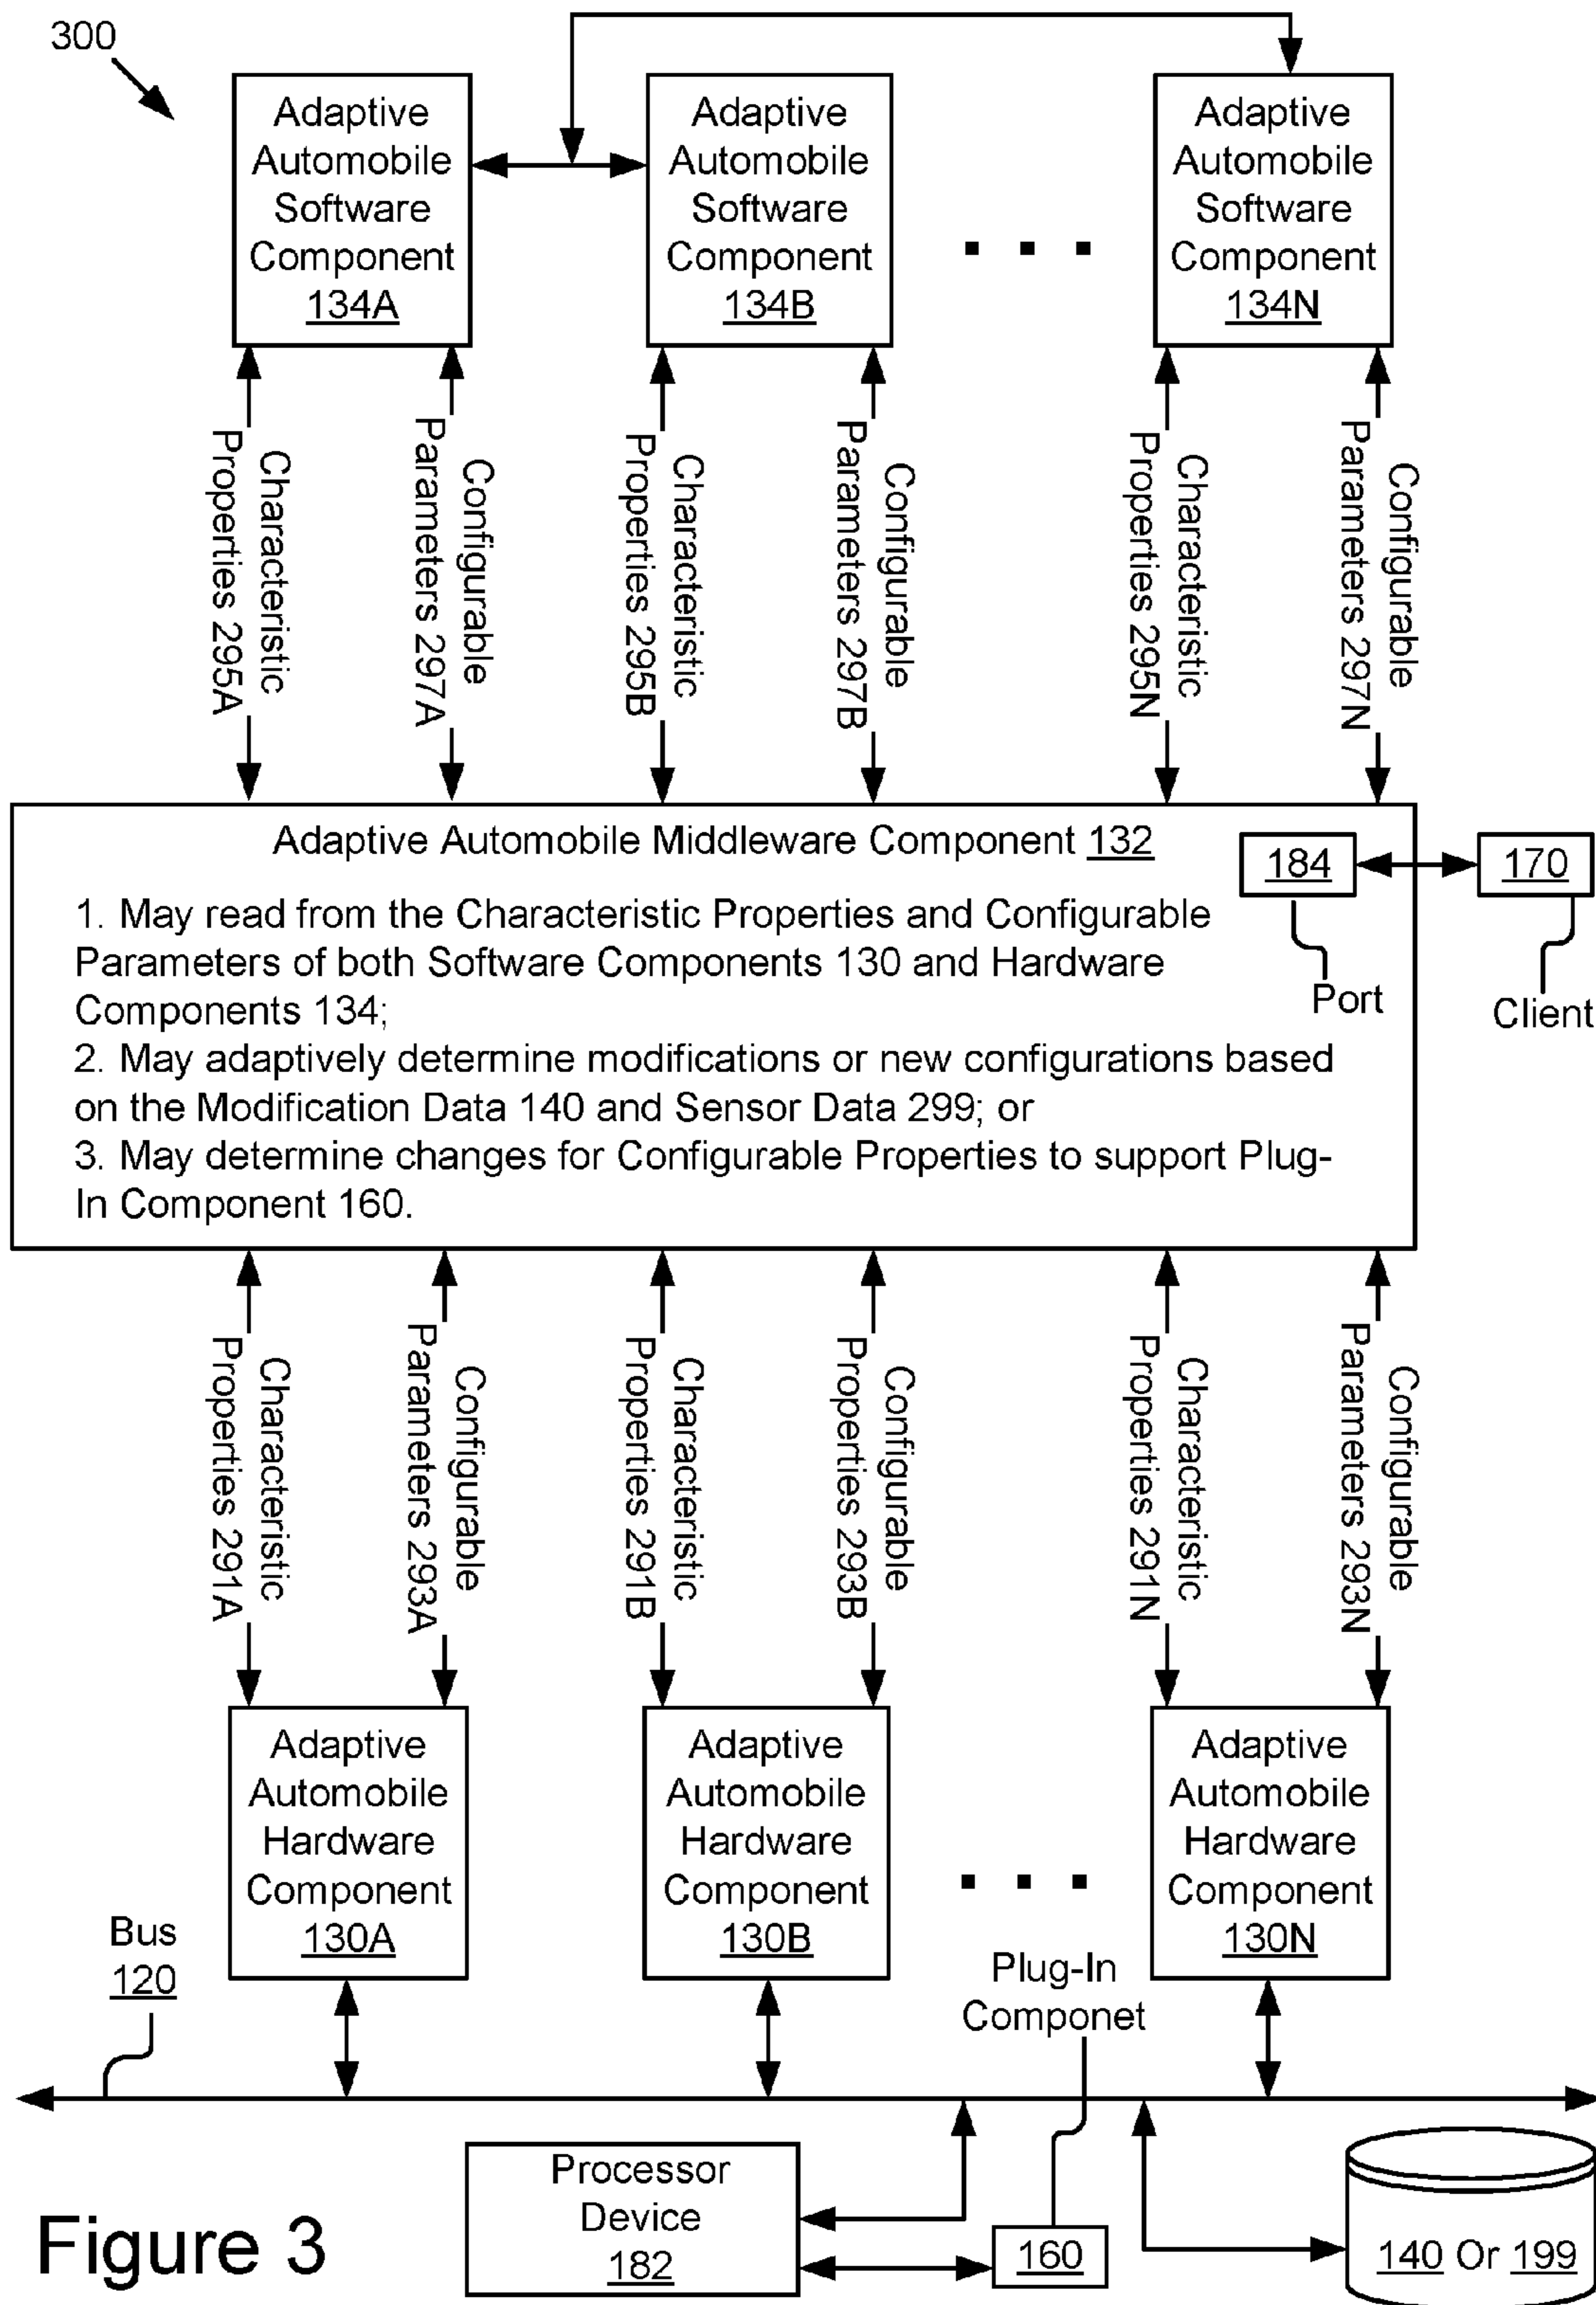 300
Adaptive
Automobile
Software
Component
134A
Adaptive
Automobile
Software
Component
134B
Adaptive
Automobile
Software
Component
134N
Characteristic
Properties 295A
Configurable
Parameters 297A
Characteristic
Properties 295B
Configurable
Parameters 297B
Characteristic
Properties 295N
Configurable
Parameters 297N
Adaptive Automobile Middleware Component 132
184
170
Port
Client
1. May read from the Characteristic Properties and Configurable
Parameters of both Software Components 130 and Hardware
Components 134;
2. May adaptively determine modifications or new configurations based
on the Modification Data 140 and Sensor Data 299; or
3. May determine changes for Configurable Properties to support Plug-
In Component 160.
Characteristic
Properties 291A
Configurable
Parameters 293A
Characteristic
Properties 291B
Configurable
Properties 293B
Characteristic
Properties 291N
Configurable
Parameters 293N
Adaptive
Automobile
Hardware
Component
130A
Adaptive
Automobile
Hardware
Component
130B
Adaptive
Automobile
Hardware
Component
130N
Bus
120
Plug-In
Componet
Processor
Device
182
160
140 Or 199
Figure 3